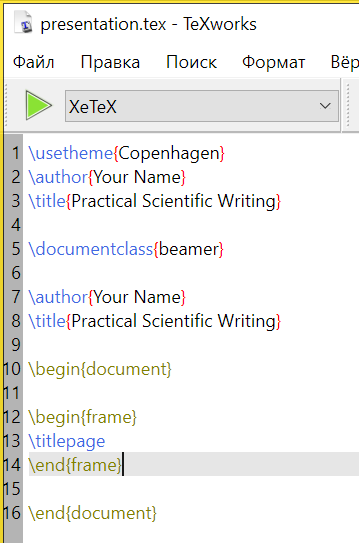 presentation.tex - TeXworks
Файл Правка Поиск Формат Вёр
XeTeX
1 \usetheme{Copenhagen}
2 \author{Your Name}
3 \title{Practical Scientific Writing}
4
5 \documentclass{beamer}
6
7 \author{Your Name}
8 \title{Practical Scientific Writing}
9
10 \begin{document}
11
12 \begin{frame}
13 \titlepage
14 \end{frame}
15
16 \end{document}